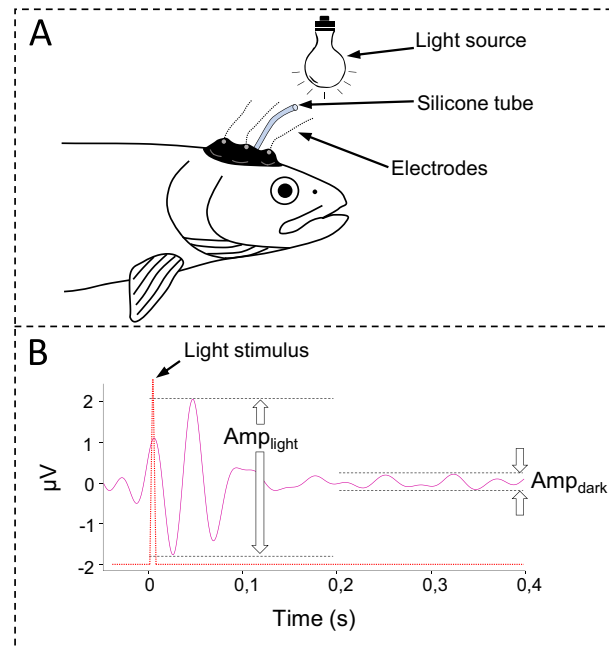 A
Light source
Silicone tube
Electrodes
B
Light stimulus
2
1
0
-1
-2
µV
Amplight
Ampdark
0
0,1
0,2
0,3
0,4
Time (s)